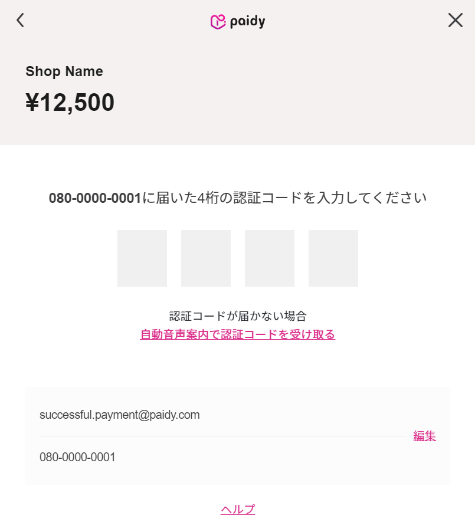 paidy
Shop Name
¥12,500
080-0000-0001に届いた4桁の認証コードを入力してください
認証コードが届かない場合
自動音声案内で認証コードを受け取る
successful.payment@paidy.com
編集
080-0000-0001
ヘルプ